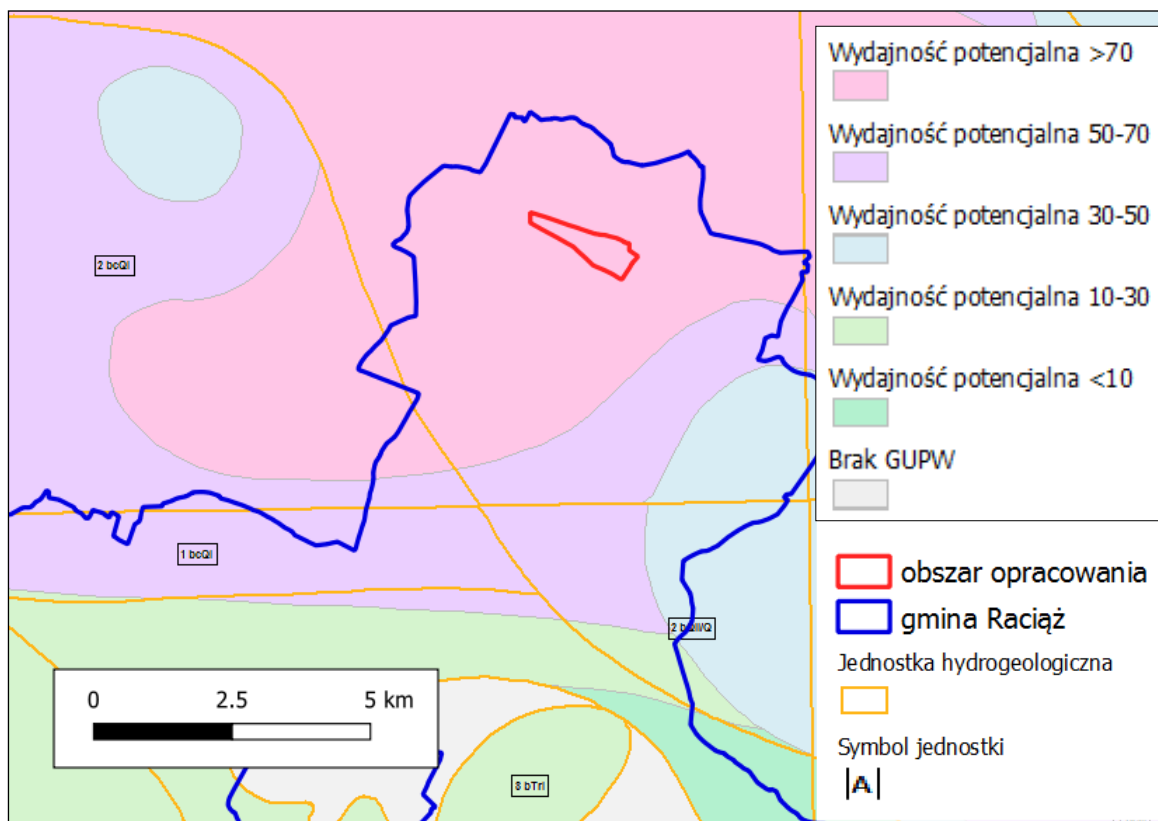 Wydajność potencjalna >70
Wydajność potencjalna 50-70
Wydajność potencjalna 30-50
Wydajność potencjalna 10-30
Wydajność potencjalna <10
Brak GUPW
obszar opracowania
gmina Raciąż
Jednostka hydrogeologiczna
Symbol jednostki
|A|
2 bcQI
1 bcQI
2 bQII/Q
8 bTrI
0 2.5 5 km